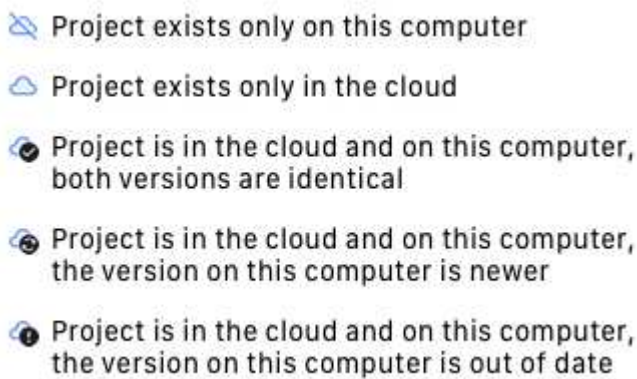 Project exists only on this computer
Project exists only in the cloud
Project is in the cloud and on this computer,
both versions are identical
Project is in the cloud and on this computer,
the version on this computer is newer
Project is in the cloud and on this computer,
the version on this computer is out of date